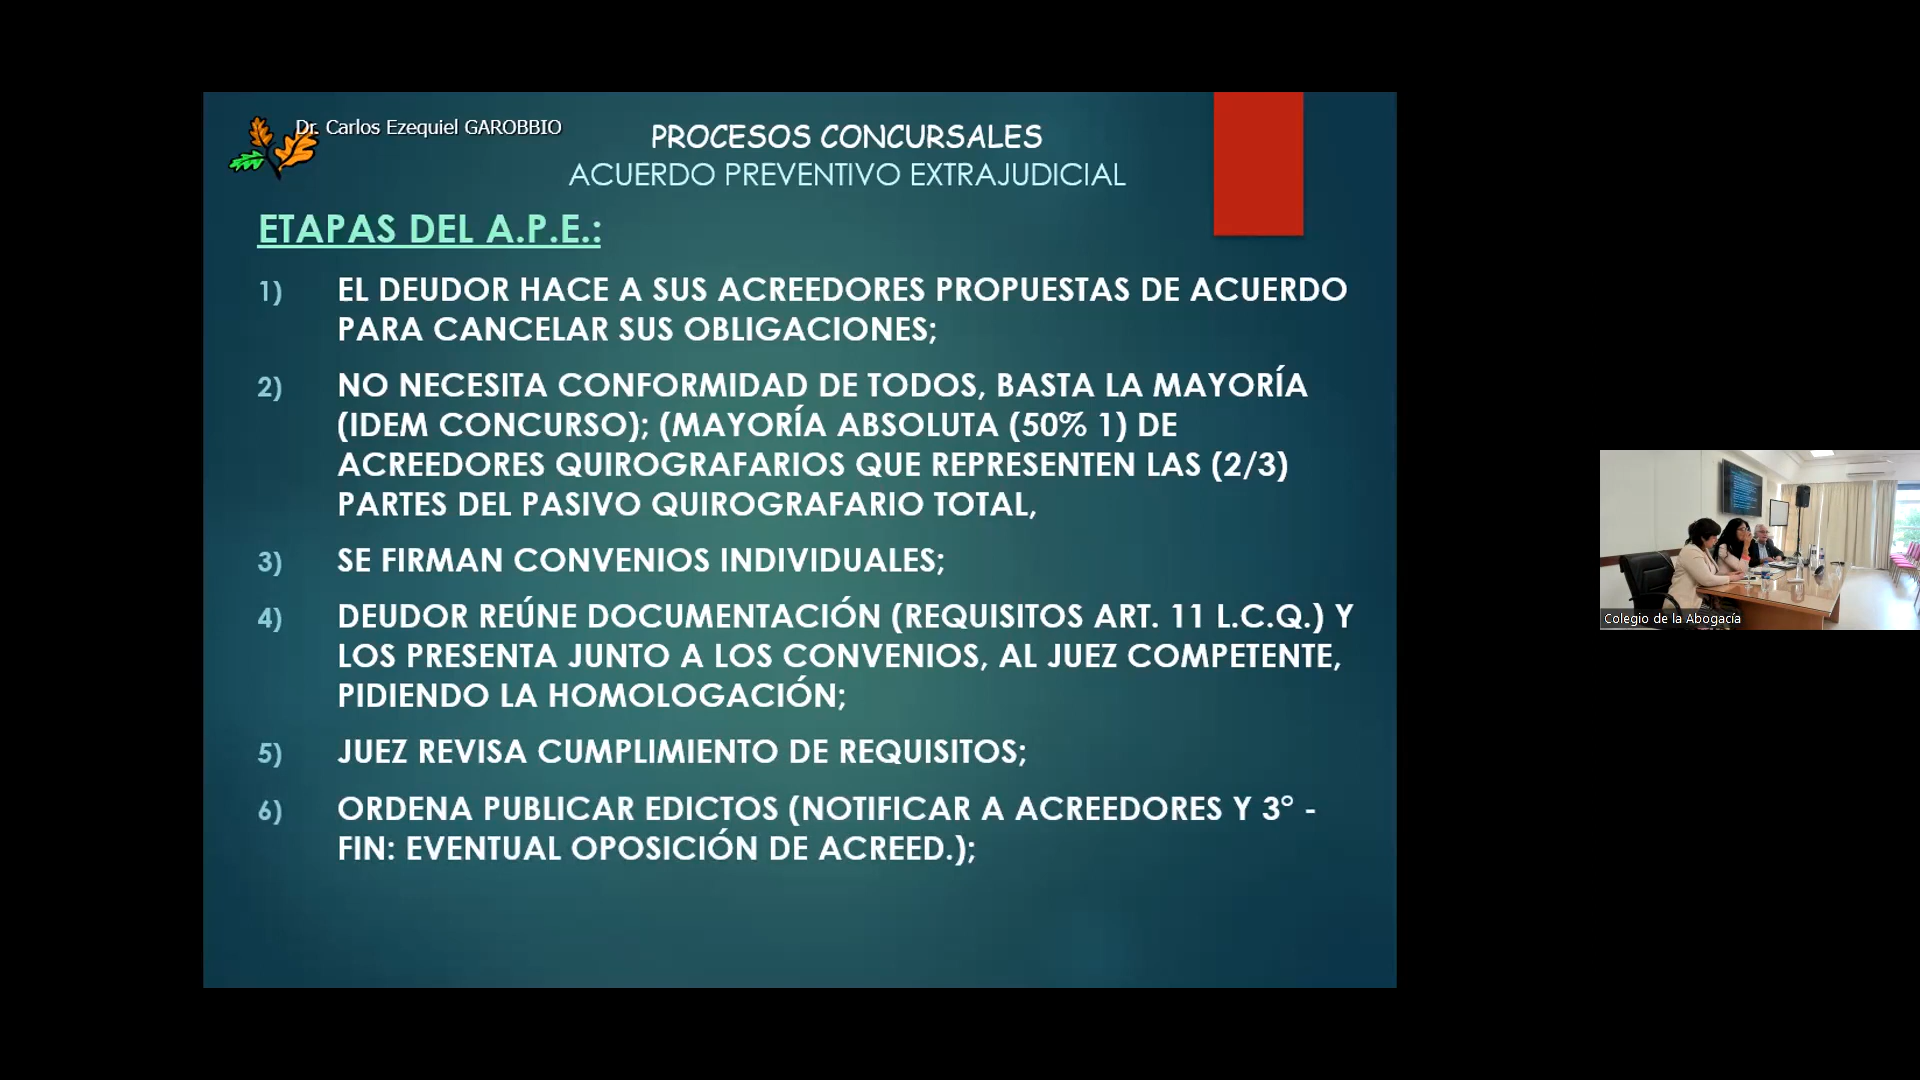 Dr. Carlos Ezequiel GAROBBIO
PROCESOS CONCURSALES
ACUERDO PREVENTIVO EXTRAJUDICIAL
ETAPAS DEL A.P.E.:
1) EL DEUDOR HACE A SUS ACREEDORES PROPUESTAS DE ACUERDO
PARA CANCELAR SUS OBLIGACIONES;
2) NO NECESITA CONFORMIDAD DE TODOS, BASTA LA MAYORÍA
(IDEM CONCURSO); (MAYORÍA ABSOLUTA (50% 1) DE
ACREEDORES QUIROGRAFARIOS QUE REPRESENTEN LAS (2/3)
PARTES DEL PASIVO QUIROGRAFARIO TOTAL,
3) SE FIRMAN CONVENIOS INDIVIDUALES;
4) DEUDOR REÚNE DOCUMENTACIÓN (REQUISITOS ART. 11 L.C.Q.) Y
LOS PRESENTA JUNTO A LOS CONVENIOS, AL JUEZ COMPETENTE,
PIDIENDO LA HOMOLOGACIÓN;
5) JUEZ REVISA CUMPLIMIENTO DE REQUISITOS;
6) ORDENA PUBLICAR EDICTOS (NOTIFICAR A ACREEDORES Y 3° -
FIN: EVENTUAL OPOSICIÓN DE ACREED.);
Colegio de la Abogacía